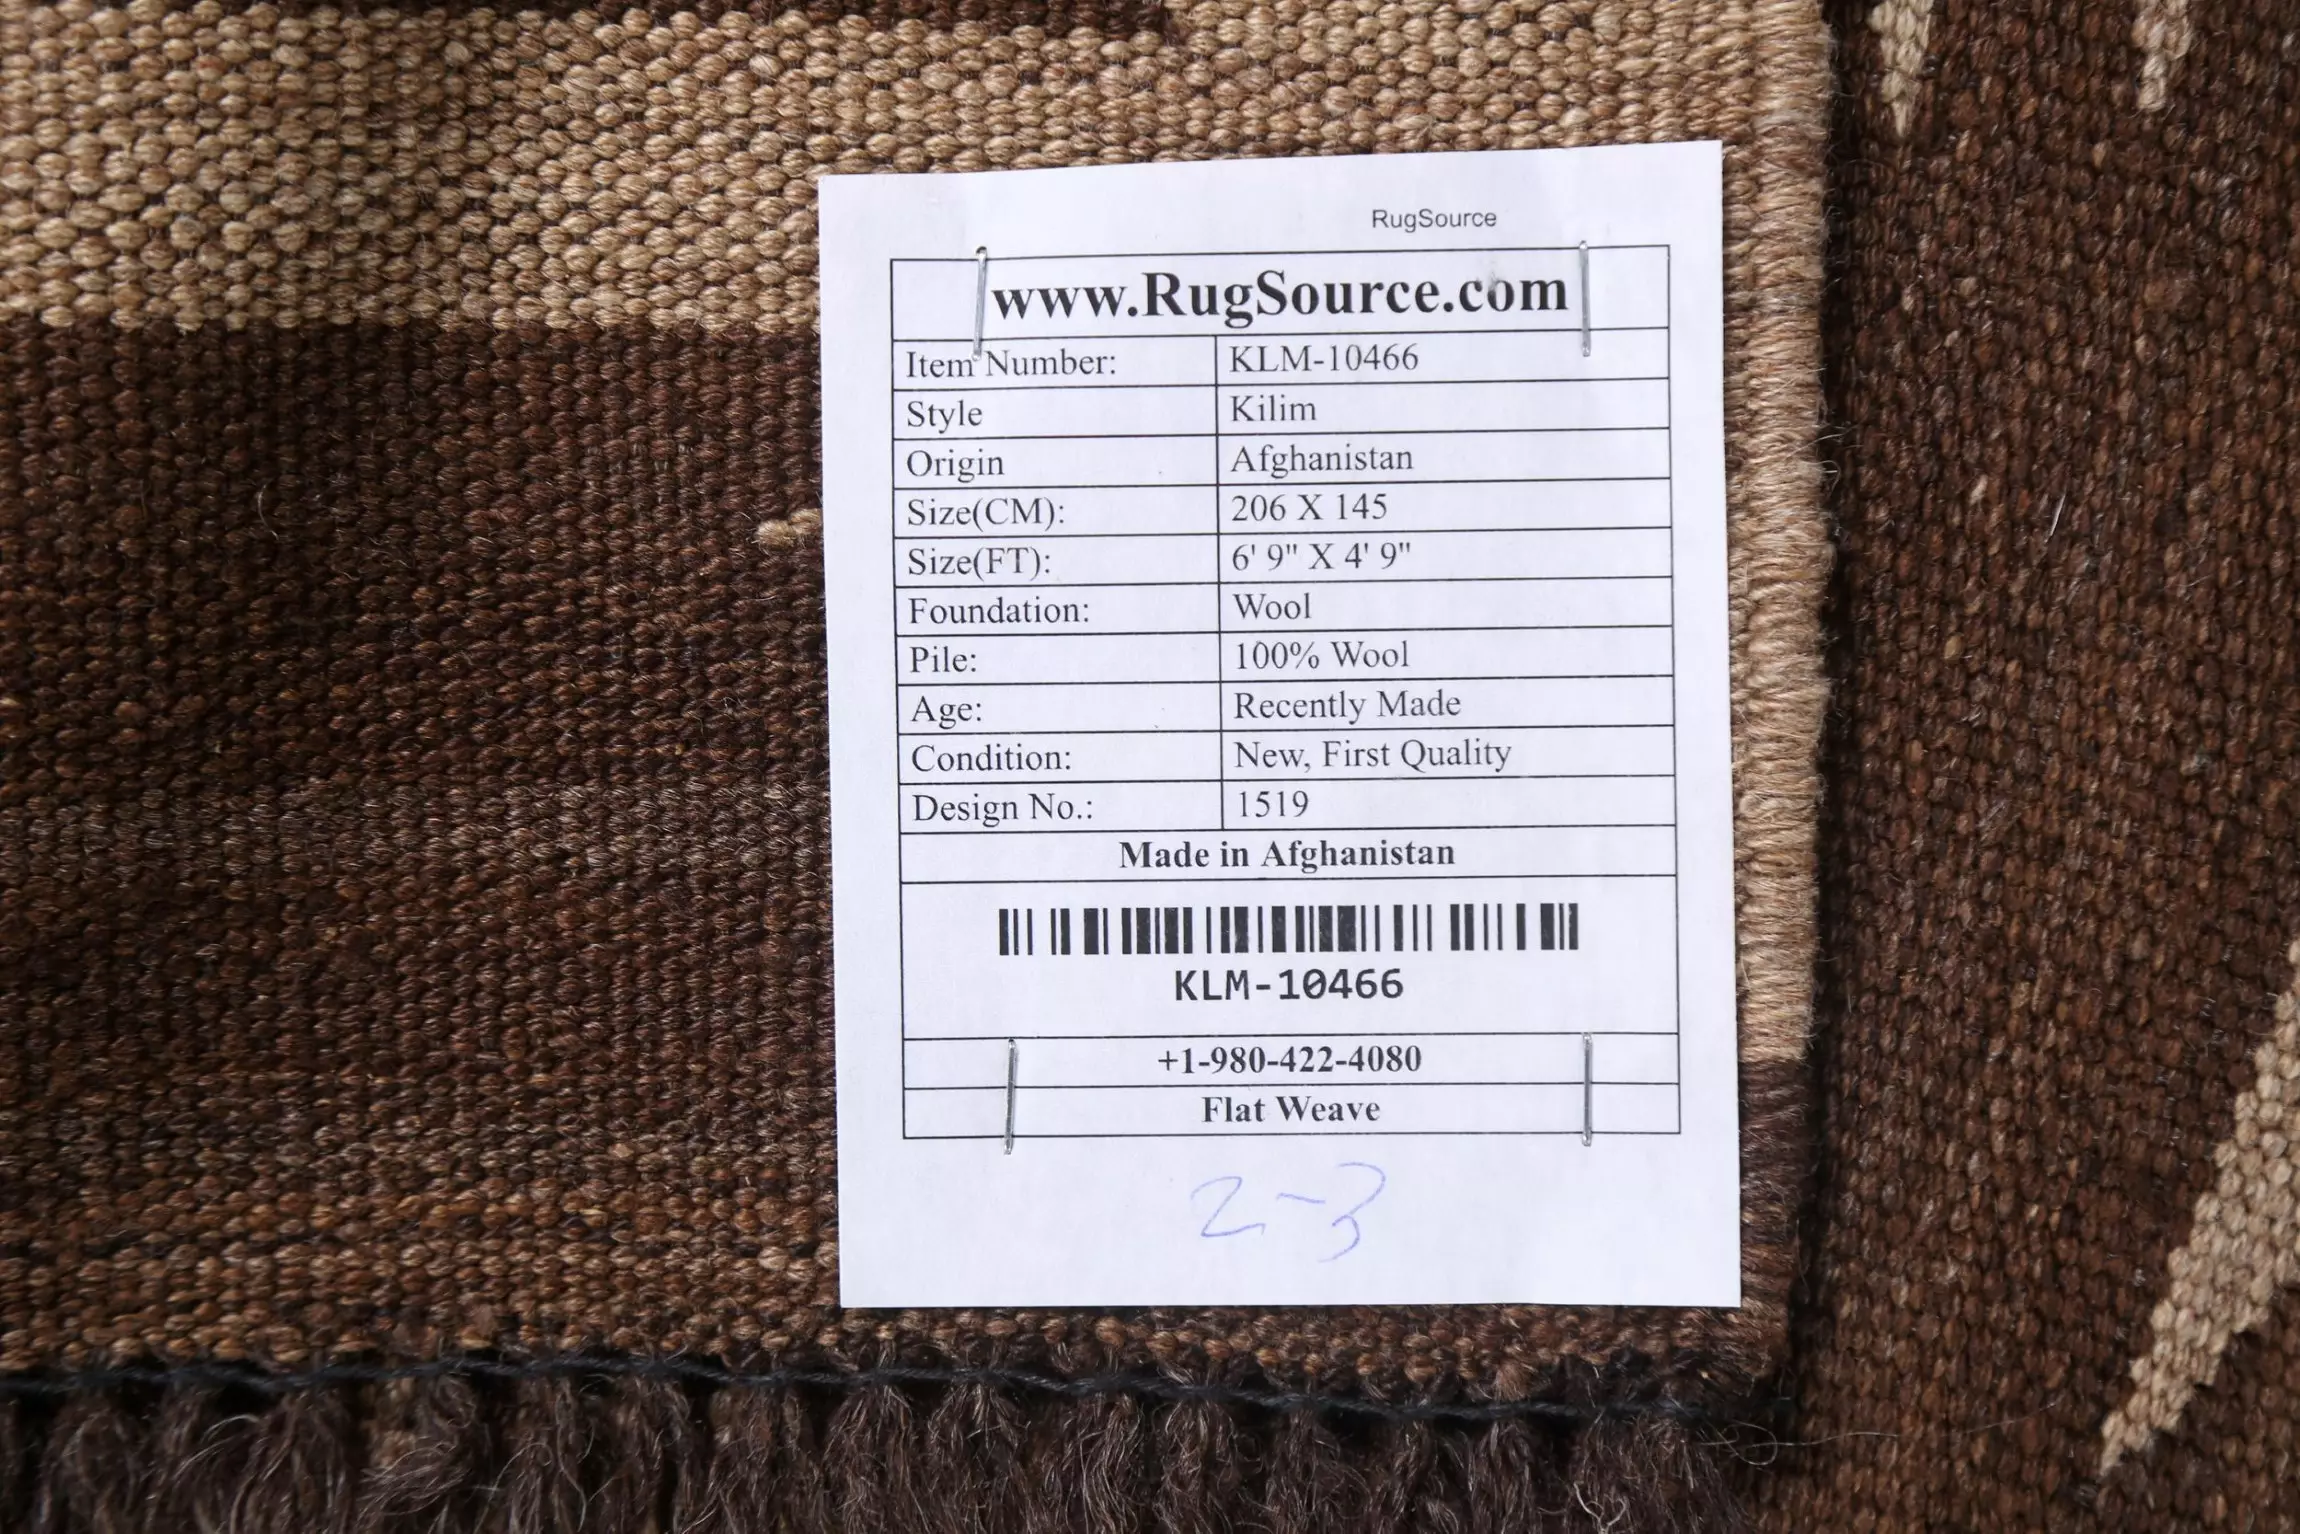 RugSource
www.RugSource.com
Item Number: KLM-10466
Style Kilim
Origin Afghanistan
Size(CM): 206 X 145
Size(FT): 6' 9" X 4' 9"
Foundation: Wool
Pile: 100% Wool
Age: Recently Made
Condition: New, First Quality
Design No.: 1519
Made in Afghanistan
KLM-10466
+1-980-422-4080
Flat Weave
2-3